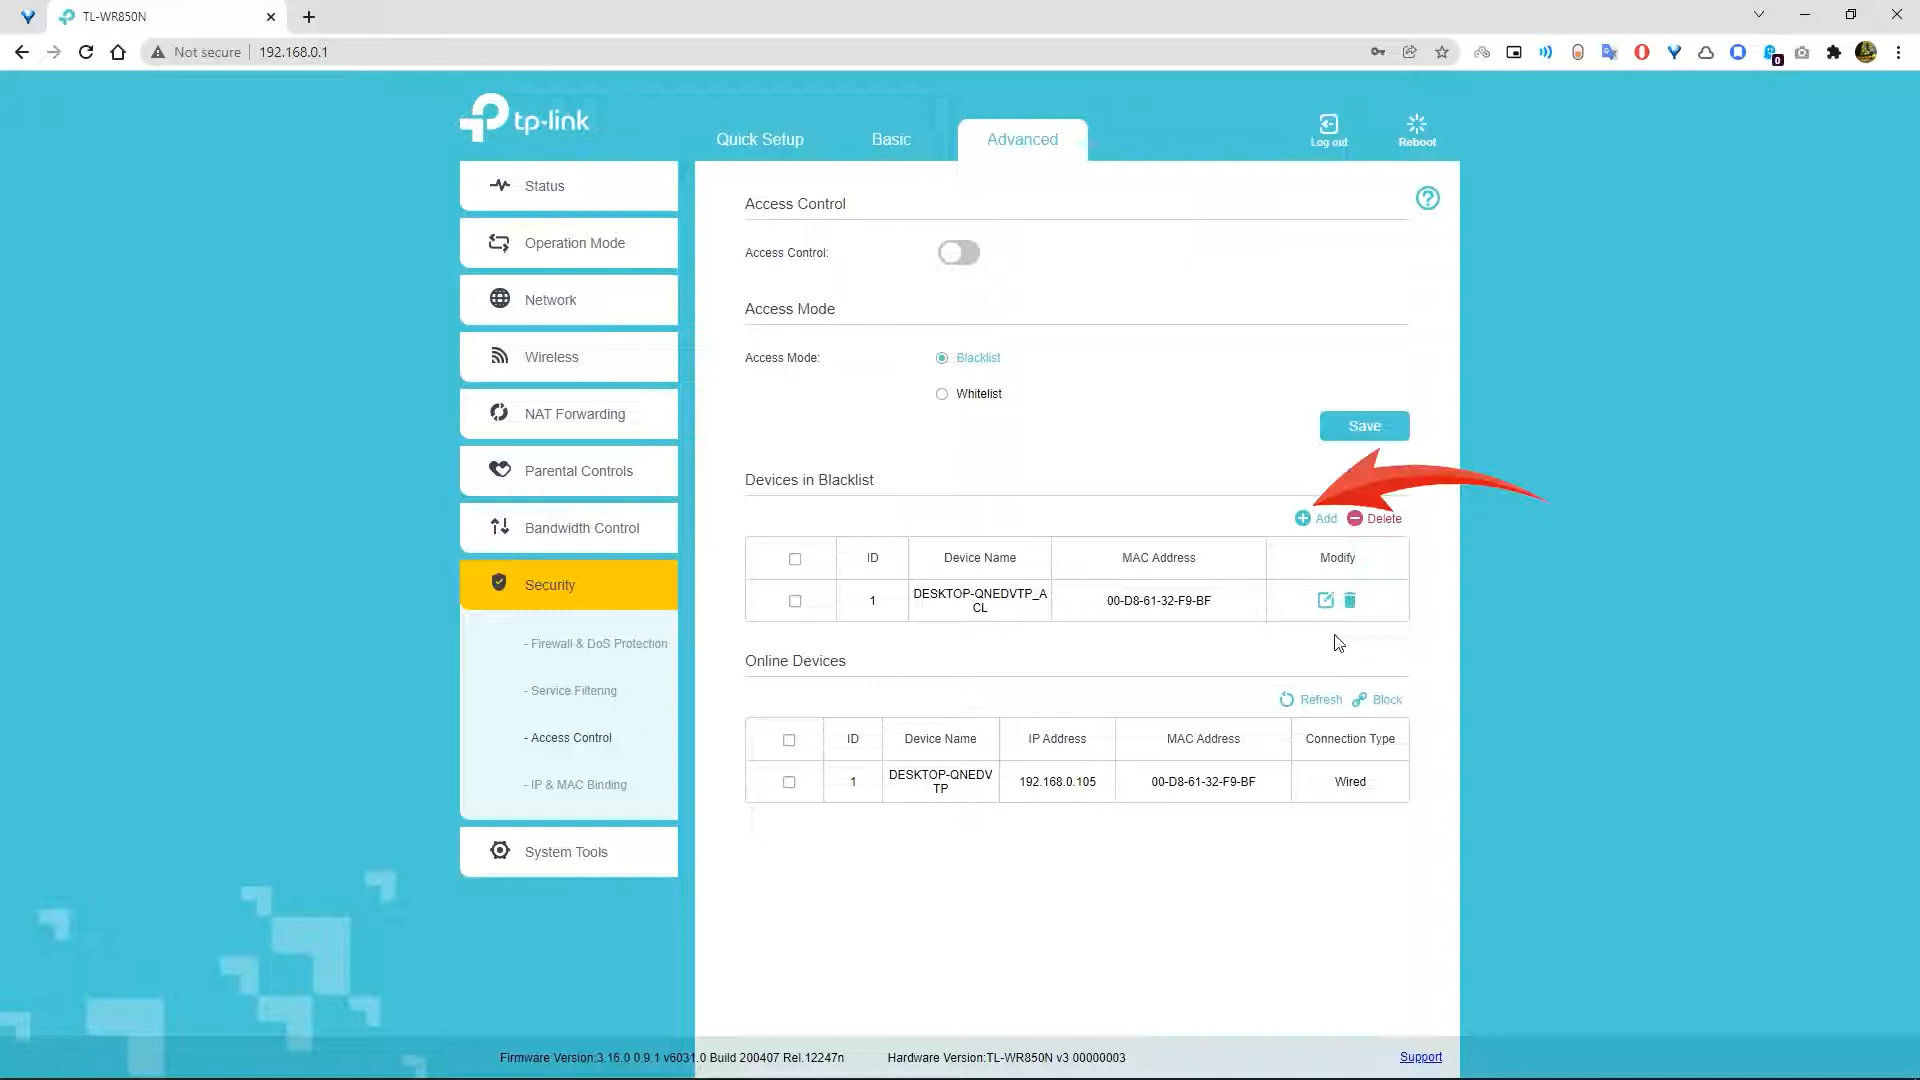 TL-WR850N
Not secure
192.168.0.1
0
tp-link
Quick Setup
Basic
Advanced
Log out
Reboot
Status
Operation Mode
Network
Wireless
NAT Forwarding
Parental Controls
Bandwidth Control
Security
- Firewall & DoS Protection
- Service Filtering
- Access Control
- IP & MAC Binding
System Tools
Access Control
Access Control:
Access Mode
Access Mode:
Blacklist
Whitelist
Save
Devices in Blacklist
Add
Delete
ID
Device Name
MAC Address
Modify
1
DESKTOP-QNEDVTP_A
CL
00-D8-61-32-F9-BF
Online Devices
Refresh
Block
ID
Device Name
IP Address
MAC Address
Connection Type
1
DESKTOP-QNEDV
TP
192.168.0.105
00-D8-61-32-F9-BF
Wired
Firmware Version:3.16.0 0.9.1 v6031.0 Build 200407 Rel.12247n
Hardware Version:TL-WR850N v3 00000003
Support